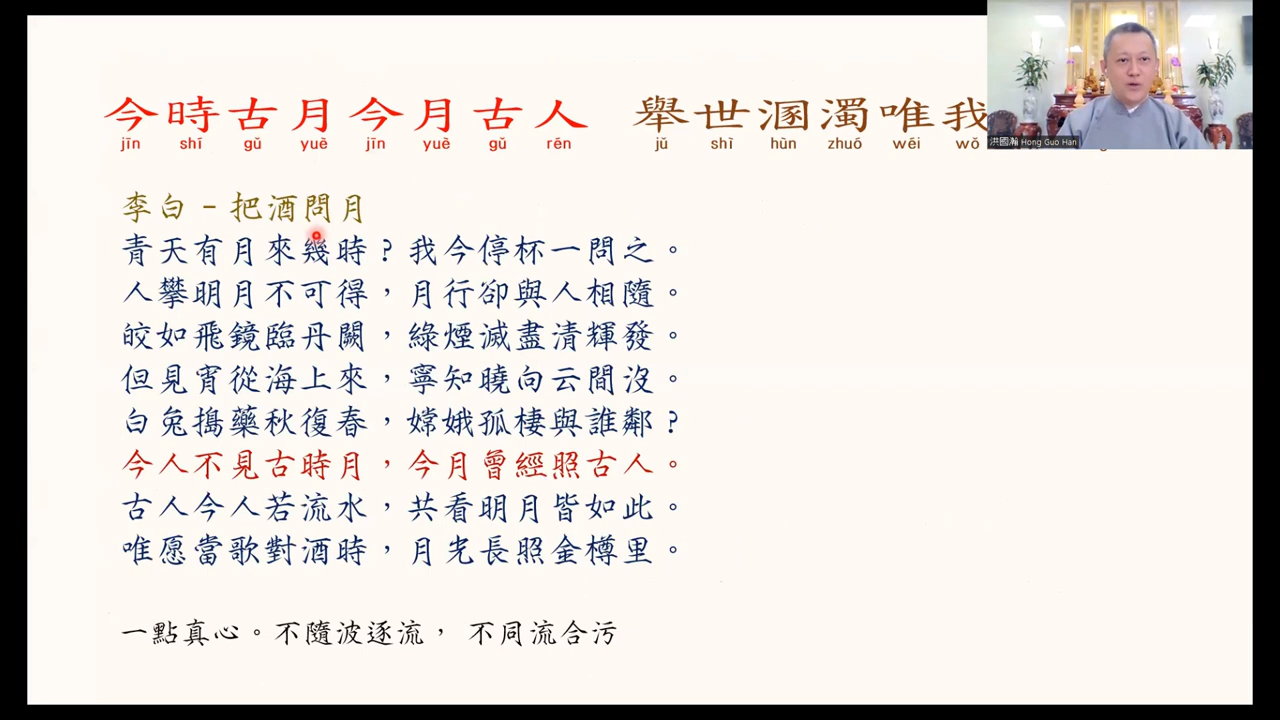 今時古月今月古人 舉世溷濁唯我
jīn shí gǔ yuè jīn yuè gǔ rén jǔ shì hùn zhuó wéi wǒ
洪國瀚 Hong Guo Han
李白 - 把酒問月
青天有月來幾時?我今停杯一問之。
人攀明月不可得,月行卻與人相隨。
皎如飛鏡臨丹闕,綠煙滅盡清輝發。
但見宵從海上來,寧知曉向云間沒。
白兔搗藥秋復春,嫦娥孤棲與誰鄰?
今人不見古時月,今月曾經照古人。
古人今人若流水,共看明月皆如此。
唯愿當歌對酒時,月光長照金樽里。
一點真心。不隨波逐流, 不同流合污